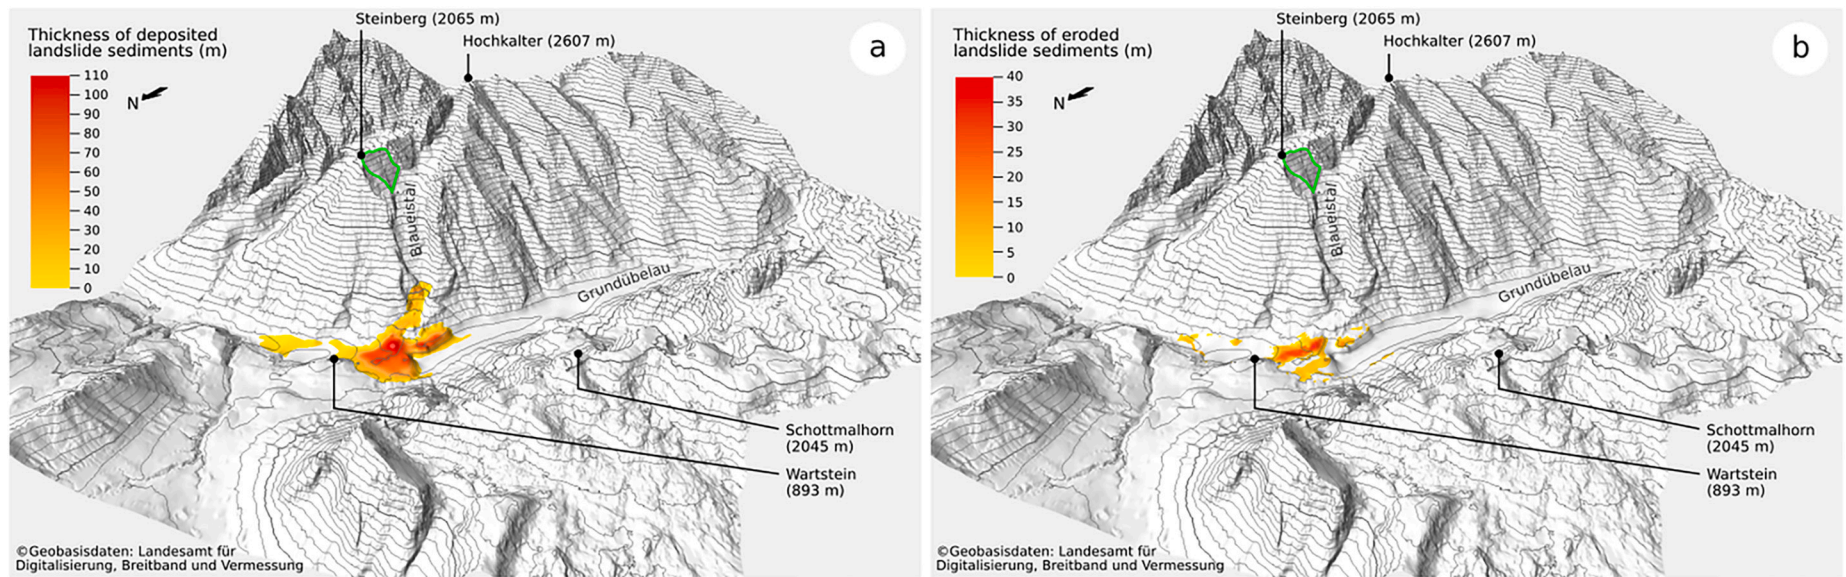 Steinberg (2065 m)
Hochkalter (2607 m)
a
Thickness of deposited
landslide sediments (m)
110
100
90
80
70
60
50
40
30
20
10
0
N
Blaueistal
Grundübelau
Schottmalhorn
(2045 m)
Wartstein
(893 m)
©Geobasisdaten: Landesamt für
Digitalisierung, Breitband und Vermessung
Steinberg (2065 m)
Hochkalter (2607 m)
b
Thickness of eroded
landslide sediments (m)
40
35
30
25
20
15
10
5
0
N
Blaueistal
Grundübelau
Schottmalhorn
(2045 m)
Wartstein
(893 m)
©Geobasisdaten: Landesamt für
Digitalisierung, Breitband und Vermessung